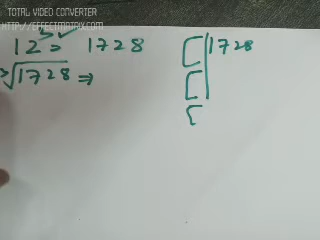 TOTAL VIDEO CONVERTER
HTTP://EFFECTMATRIX.COM
12³ ⇒ 1728
1728
³√1728 ⇒